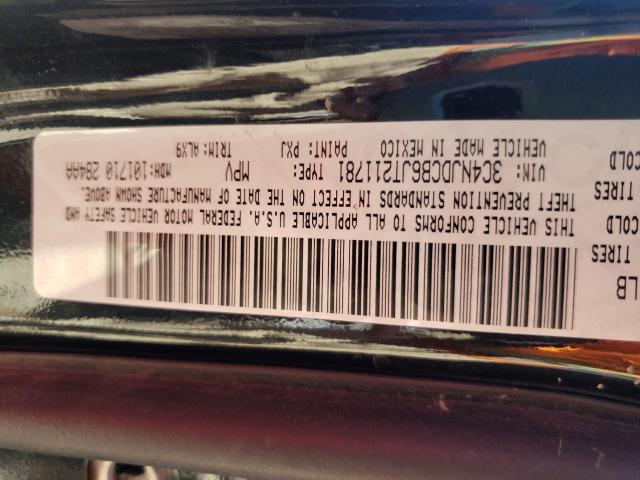 LB
TIRES
COLD
TIRES
COLD
THIS VEHICLE CONFORMS TO ALL APPLICABLE U.S.A. FEDERAL MOTOR VEHICLE SAFETY AND
THEFT PREVENTION STANDARDS IN EFFECT ON THE DATE OF MANUFACTURE SHOWN ABOVE.
VIN: 3C4NJDCB6JT211781 TYPE: MPV MDH: 101710 284AA
VEHICLE MADE IN MEXICO PAINT: PXJ TRIM: ALX9